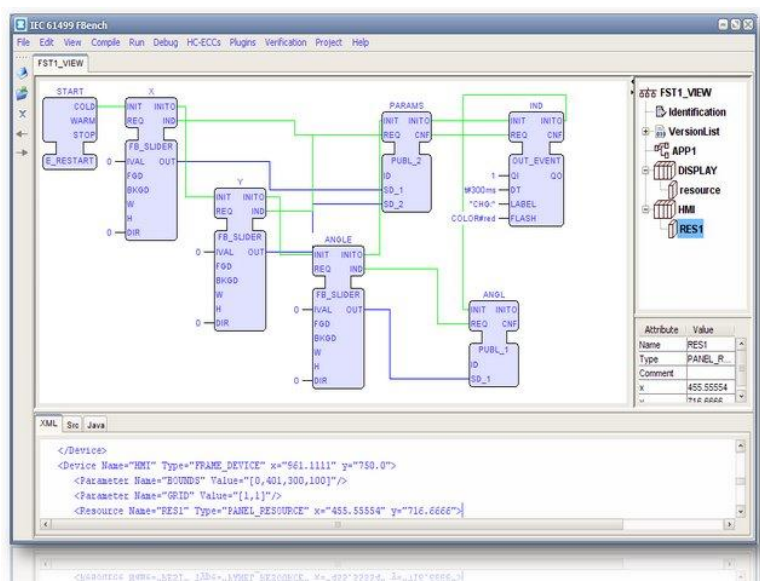 IEC 61499 FBench
File Edit View Compile Run Debug HC-ECCs Plugins Verification Project Help
FST1_VIEW
START
COLD
WARM
STOP
E_RESTART
X
INIT INITO
REQ IND
FB_SLIDER
0 IVAL OUT
FGD
BKGD
W
H
0 DIR
Y
INIT INITO
REQ IND
FB_SLIDER
0 IVAL OUT
FGD
BKGD
W
H
0 DIR
ANGLE
INIT INITO
REQ IND
FB_SLIDER
0 IVAL OUT
FGD
BKGD
W
H
0 DIR
PARAMS
INIT INITO
REQ CNF
PUBL_2
ID
SD_1
SD_2
IND
INIT INITO
REQ CNF
OUT_EVENT
1 QI QO
t#300ms DT
"CHG:" LABEL
COLOR#red FLASH
ANGL
INIT INITO
REQ CNF
PUBL_1
ID
SD_1
FST1_VIEW
Identification
VersionList
APP1
DISPLAY
resource
HMI
RES1
Attribute Value
Name RES1
Type PANEL_R...
Comment
x 455.55554
y 716.6666
XML Src Java
</Device>
<Device Name="HMI" Type="FRAME_DEVICE" x="561.1111" y="750.0">
<Parameter Name="BOUNDS" Value="[0,401,300,100]"/>
<Parameter Name="GRID" Value="[1,1]"/>
<Resource Name="RES1" Type="PANEL_RESOURCE" x="455.55554" y="716.6666">